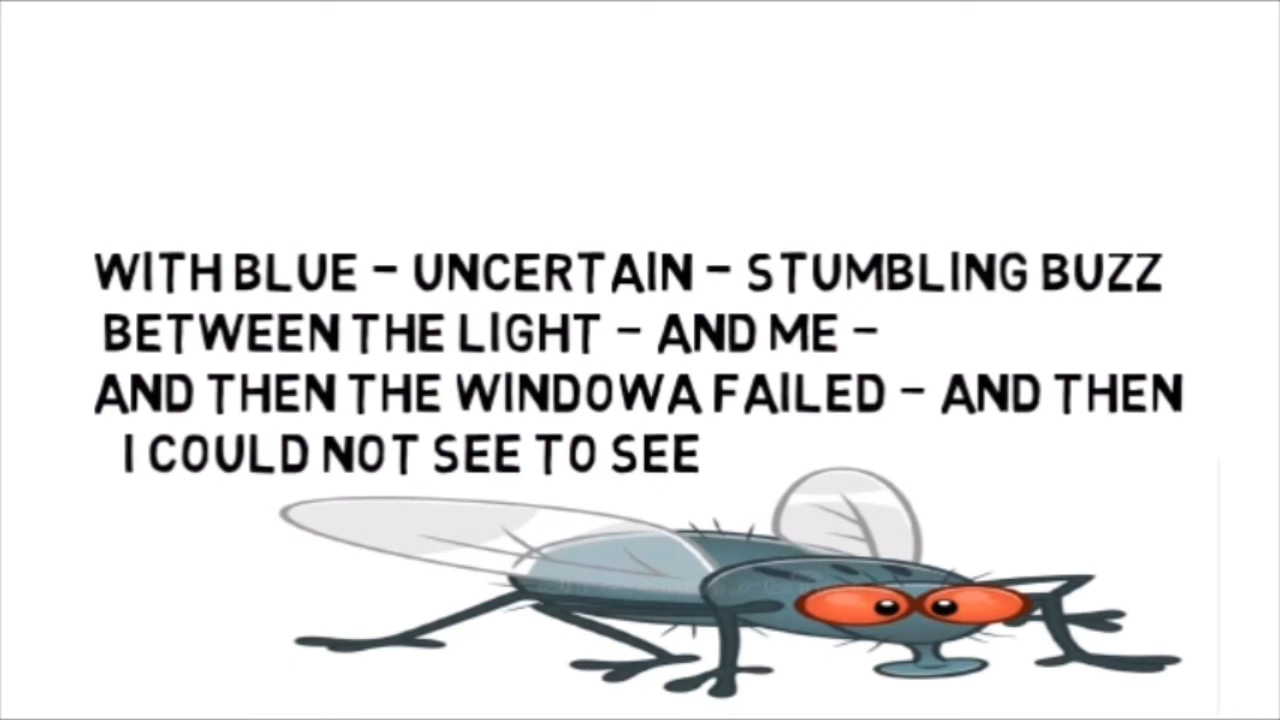 WITH BLUE - UNCERTAIN - STUMBLING BUZZ
BETWEEN THE LIGHT - AND ME -
AND THEN THE WINDOWA FAILED - AND THEN
I COULD NOT SEE TO SEE